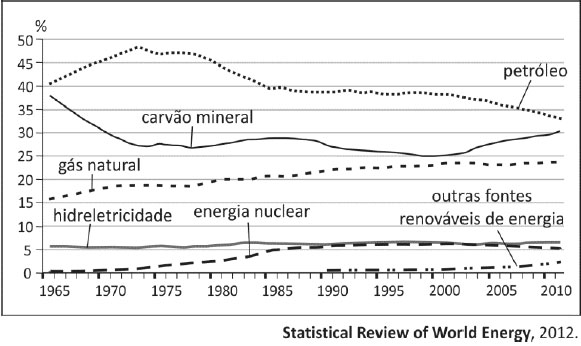 %
50
45
petróleo
40
35
carvão mineral
30
25
gás natural
20
outras fontes
renováveis de energia
15
hidreletricidade
energia nuclear
10
5
0
1965 1970 1975 1980 1985 1990 1995 2000 2005 2010
Statistical Review of World Energy, 2012.